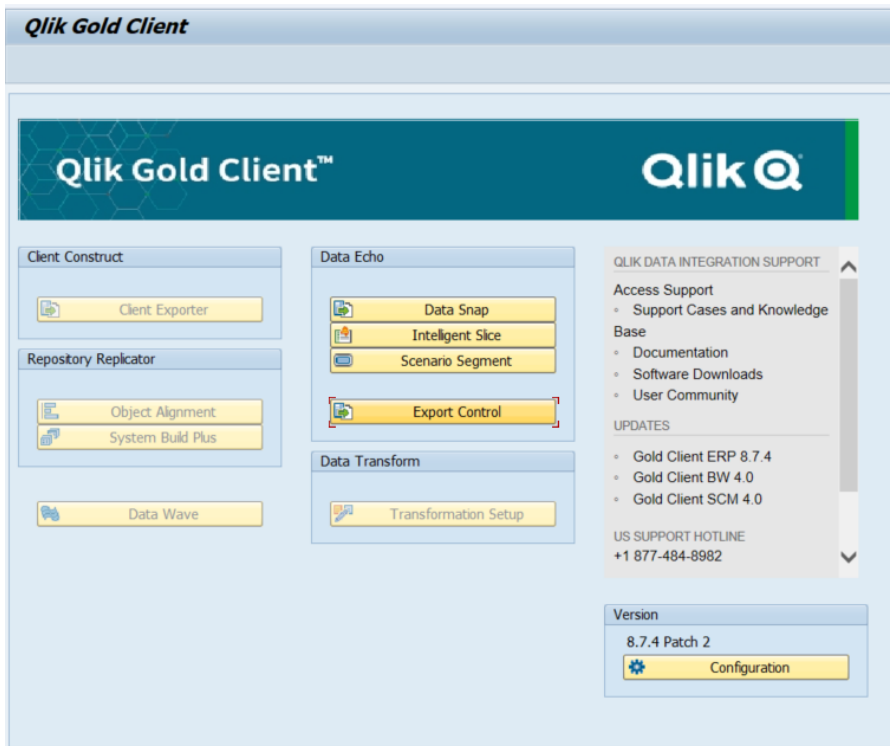 Qlik Gold Client
Qlik Gold Client™
Qlik
Client Construct
Client Exporter
Repository Replicator
Object Alignment
System Build Plus
Data Wave
Data Echo
Data Snap
Intelligent Slice
Scenario Segment
Export Control
Data Transform
Transformation Setup
QLIK DATA INTEGRATION SUPPORT
Access Support
Support Cases and Knowledge
Base
Documentation
Software Downloads
User Community
UPDATES
Gold Client ERP 8.7.4
Gold Client BW 4.0
Gold Client SCM 4.0
US SUPPORT HOTLINE
+1 877-484-8982
Version
8.7.4 Patch 2
Configuration